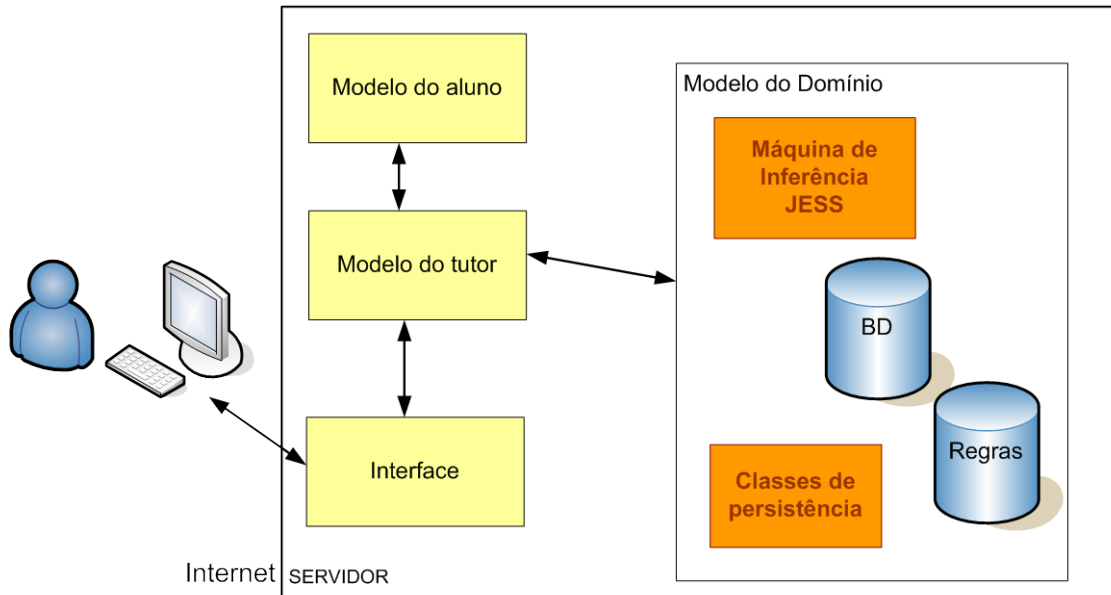 Modelo do aluno
Modelo do Domínio
Máquina de
Inferência
JESS
Modelo do tutor
BD
Regras
Interface
Classes de
persistência
Internet
SERVIDOR